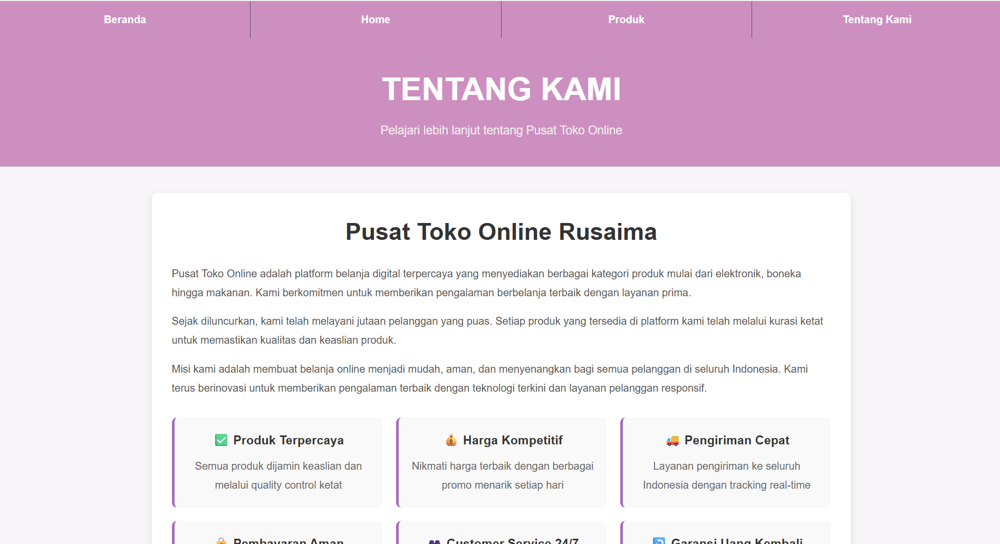 Beranda
Home
Produk
Tentang Kami
TENTANG KAMI
Pelajari lebih lanjut tentang Pusat Toko Online
Pusat Toko Online Rusaima
Pusat Toko Online adalah platform belanja digital terpercaya yang menyediakan berbagai kategori produk mulai dari elektronik, boneka
hingga makanan. Kami berkomitmen untuk memberikan pengalaman berbelanja terbaik dengan layanan prima.
Sejak diluncurkan, kami telah melayani jutaan pelanggan yang puas. Setiap produk yang tersedia di platform kami telah melalui kurasi ketat
untuk memastikan kualitas dan keaslian produk.
Misi kami adalah membuat belanja online menjadi mudah, aman, dan menyenangkan bagi semua pelanggan di seluruh Indonesia. Kami
terus berinovasi untuk memberikan pengalaman terbaik dengan teknologi terkini dan layanan pelanggan responsif.
✅ Produk Terpercaya
Semua produk dijamin keaslian dan
melalui quality control ketat
💰 Harga Kompetitif
Nikmati harga terbaik dengan berbagai
promo menarik setiap hari
🚚 Pengiriman Cepat
Layanan pengiriman ke seluruh
Indonesia dengan tracking real-time
Pembayaran Aman
Customer Service 24/7
Garansi Uang Kembali